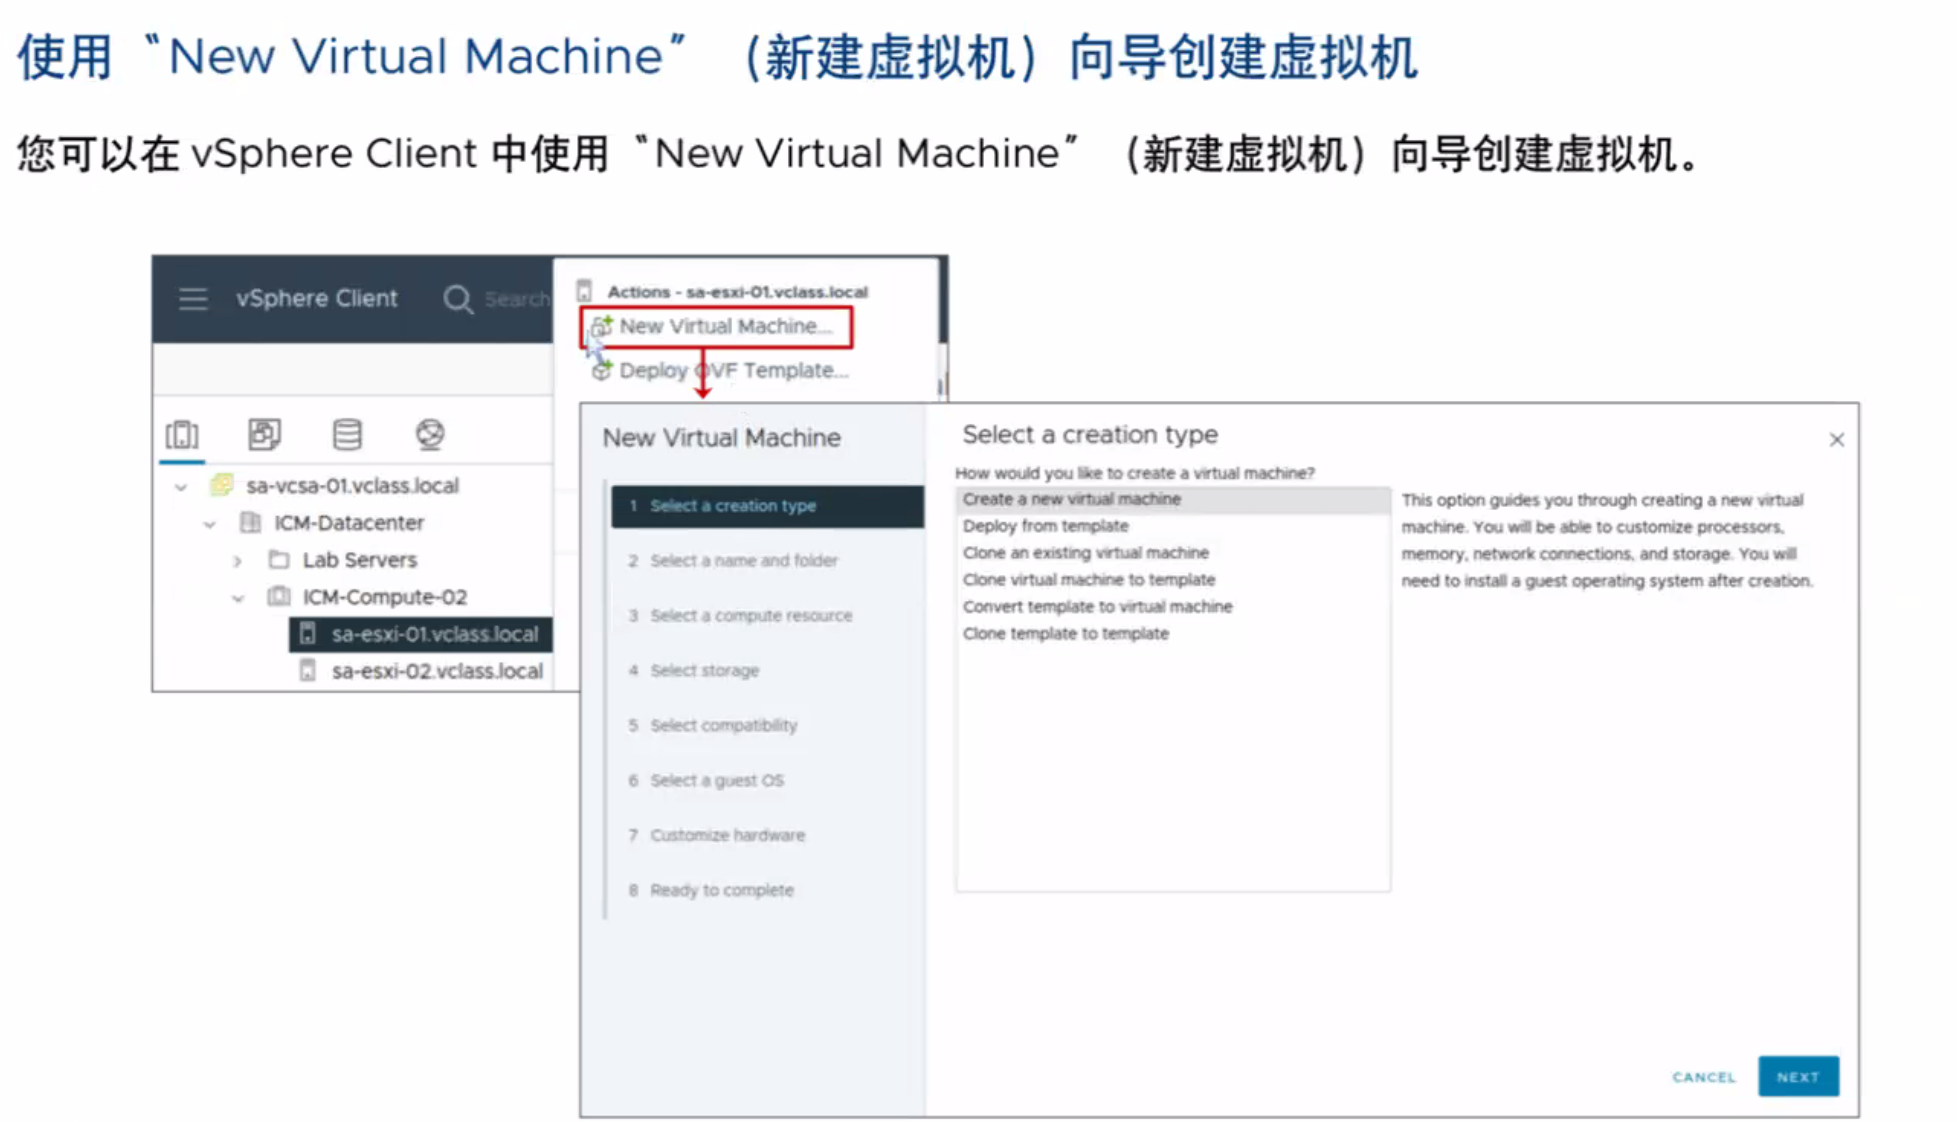 使用“New Virtual Machine”（新建虚拟机）向导创建虚拟机
您可以在 vSphere Client 中使用“New Virtual Machine”（新建虚拟机）向导创建虚拟机。
vSphere Client
Search
Actions - sa-esxi-01.vclass.local
New Virtual Machine...
Deploy OVF Template...
sa-vcsa-01.vclass.local
ICM-Datacenter
Lab Servers
ICM-Compute-02
sa-esxi-01.vclass.local
sa-esxi-02.vclass.local
New Virtual Machine
1 Select a creation type
2 Select a name and folder
3 Select a compute resource
4 Select storage
5 Select compatibility
6 Select a guest OS
7 Customize hardware
8 Ready to complete
Select a creation type
How would you like to create a virtual machine?
Create a new virtual machine
Deploy from template
Clone an existing virtual machine
Clone virtual machine to template
Convert template to virtual machine
Clone template to template
This option guides you through creating a new virtual
machine. You will be able to customize processors,
memory, network connections, and storage. You will
need to install a guest operating system after creation.
CANCEL
NEXT